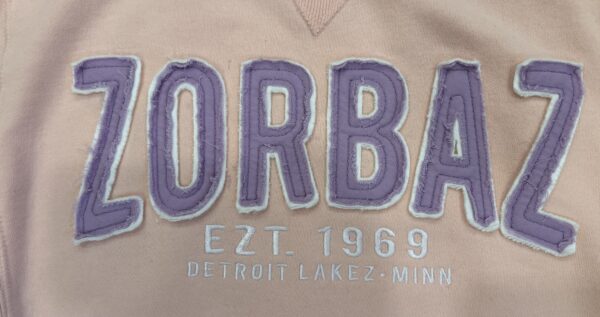 ZORBAZ
EZT. 1969
DETROIT LAKEZ • MINN